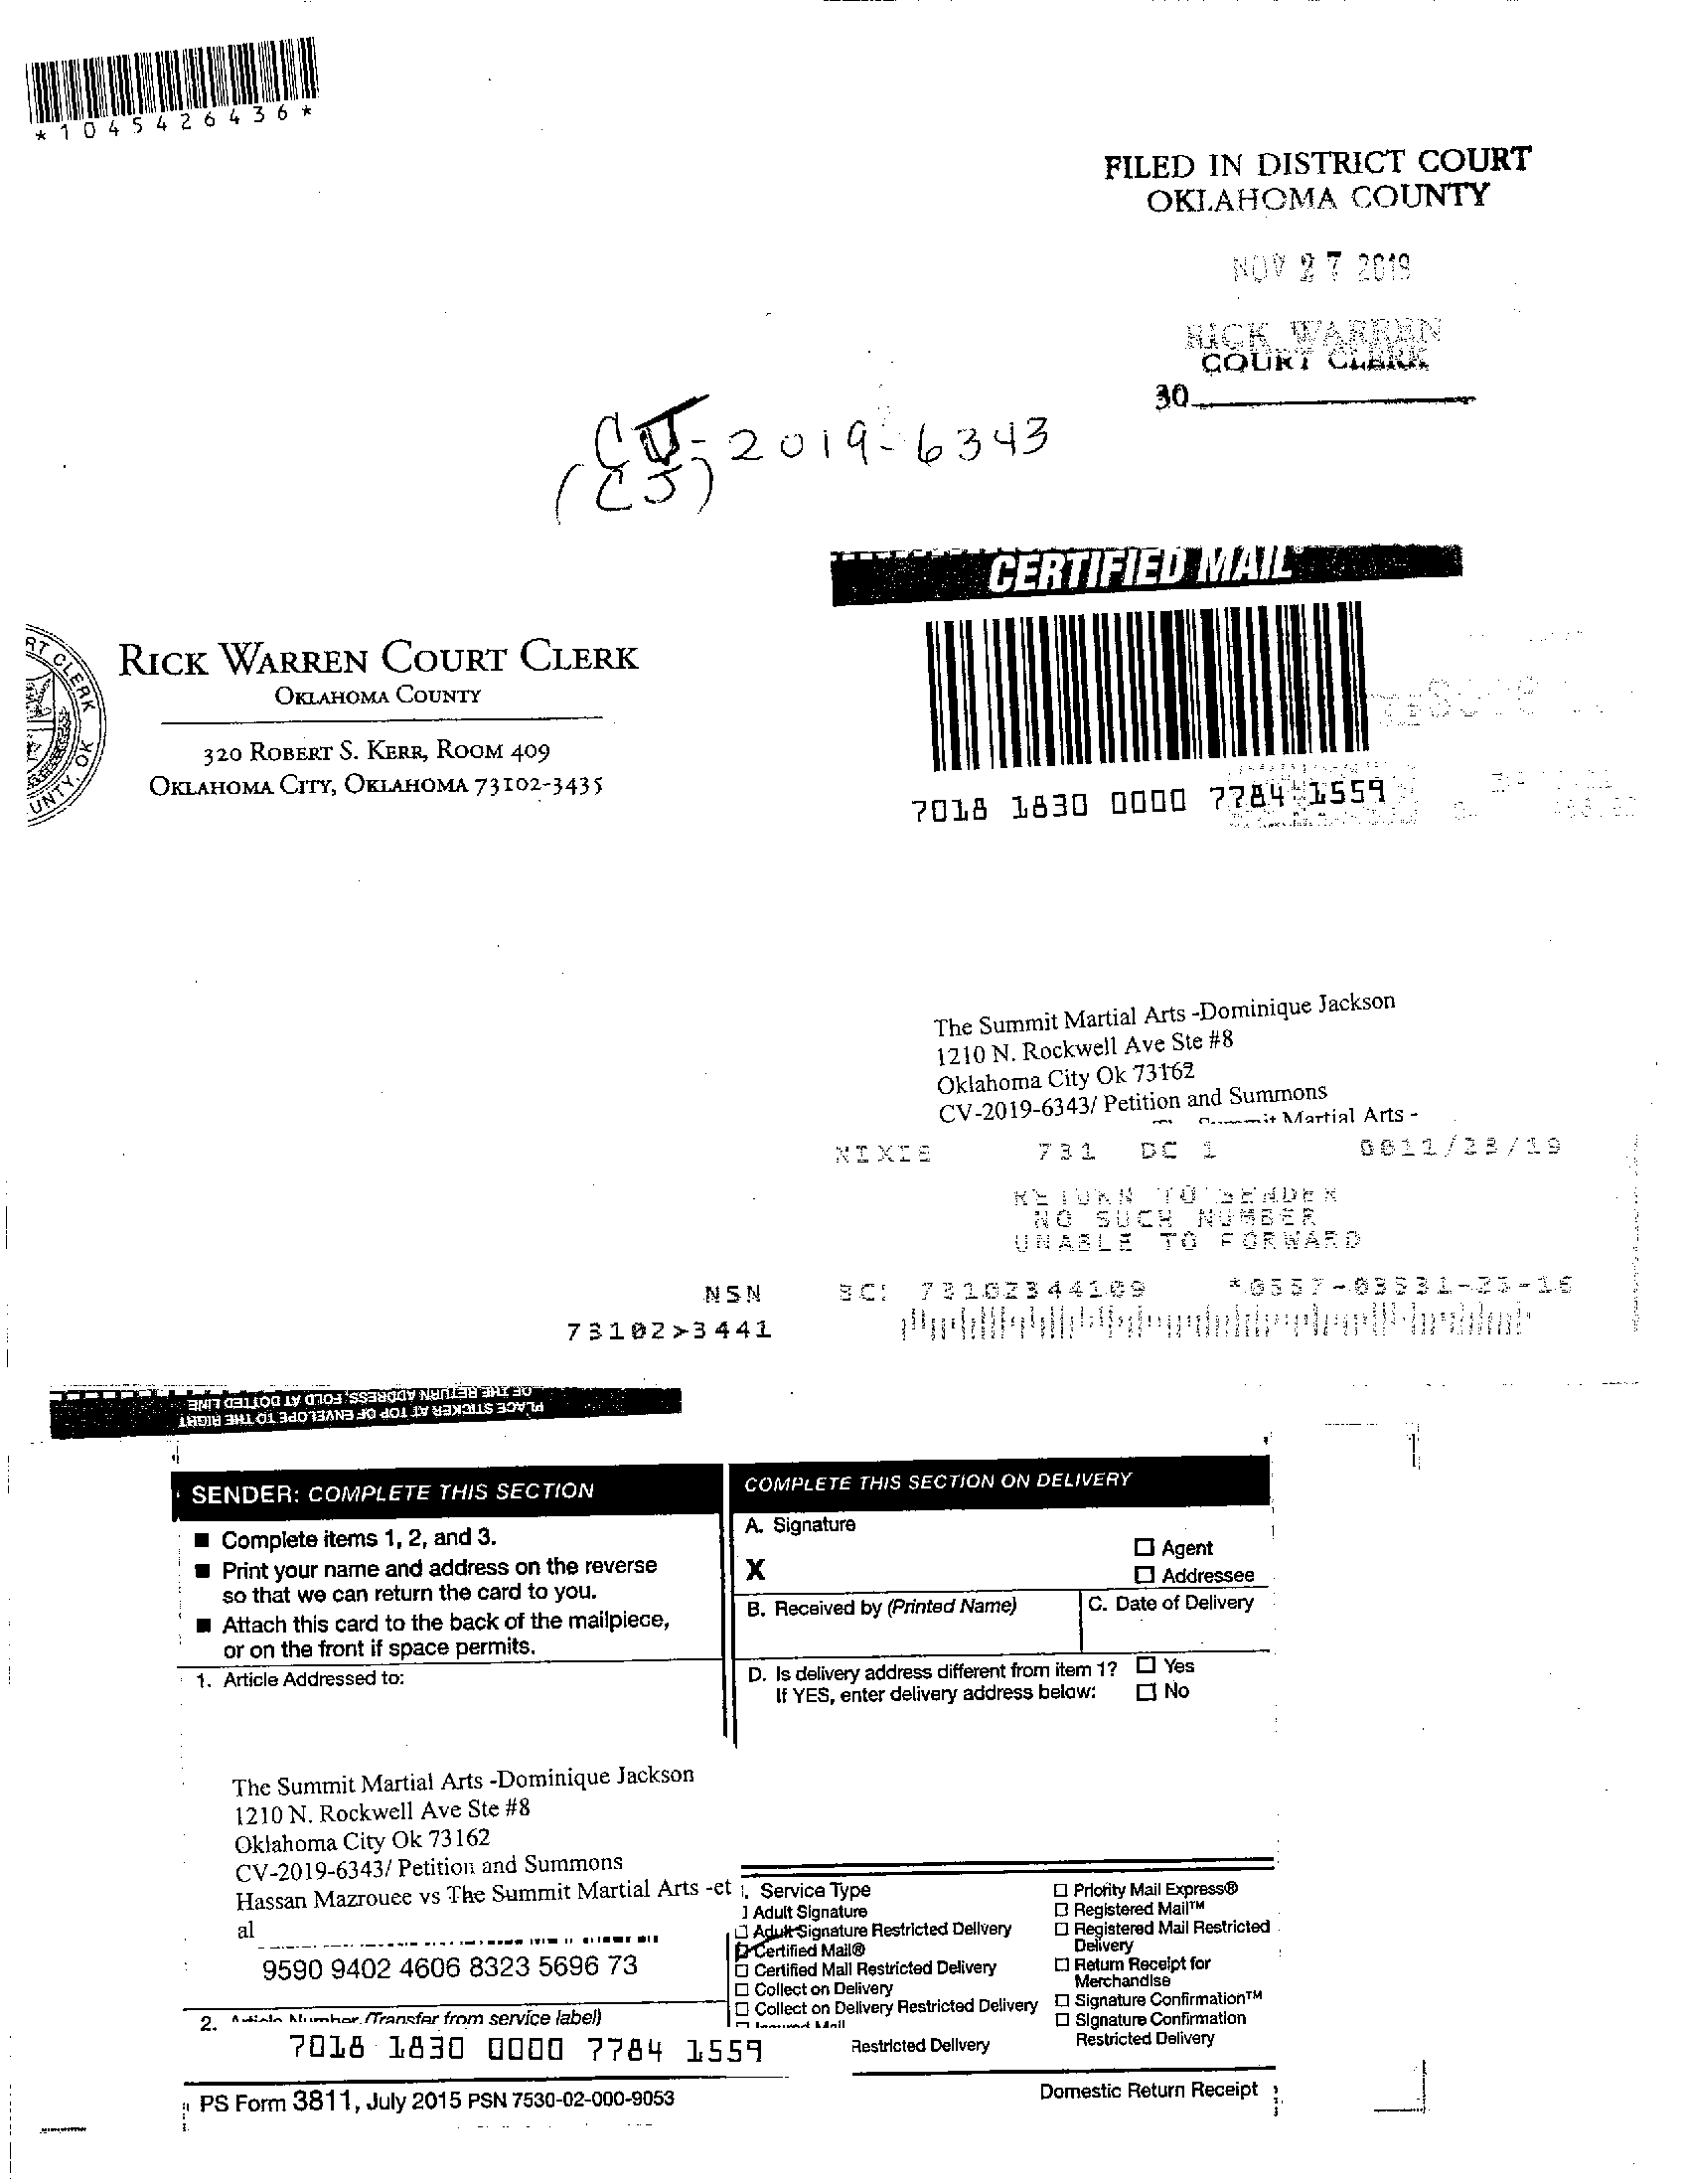 *1045426436*
FILED IN DISTRICT COURT
OKLAHOMA COUNTY
NOV 27 2019
RICK WARREN
COURT CLERK
30
CV-2019-6343
(CJ)
CERTIFIED MAIL
RT CLERK
UNTY, OK
RICK WARREN COURT CLERK
OKLAHOMA COUNTY
320 ROBERT S. KERR, ROOM 409
OKLAHOMA CITY, OKLAHOMA 73102-3435
7018 1830 0000 7784 1559
The Summit Martial Arts -Dominique Jackson
1210 N. Rockwell Ave Ste #8
Oklahoma City Ok 73162
CV-2019-6343/ Petition and Summons
Summit Martial Arts -
NIXIE 731 DC 1 0011/23/19
RETURN TO SENDER
NO SUCH NUMBER
UNABLE TO FORWARD
NSN
73102>3441
BC: 73102344109 *0557-03531-23-16
PLACE STICKER AT TOP OF ENVELOPE TO THE RIGHT
OF THE RETURN ADDRESS, FOLD AT DOTTED LINE
SENDER: COMPLETE THIS SECTION
■ Complete items 1, 2, and 3.
■ Print your name and address on the reverse
so that we can return the card to you.
■ Attach this card to the back of the mailpiece,
or on the front if space permits.
1. Article Addressed to:
The Summit Martial Arts -Dominique Jackson
1210 N. Rockwell Ave Ste #8
Oklahoma City Ok 73162
CV-2019-6343/ Petition and Summons
Hassan Mazrouee vs The Summit Martial Arts -et
al
9590 9402 4606 8323 5696 73
2. Article Number (Transfer from service label)
7018 1830 0000 7784 1559
COMPLETE THIS SECTION ON DELIVERY
A. Signature
X
☐ Agent
☐ Addressee
B. Received by (Printed Name)
C. Date of Delivery
D. Is delivery address different from item 1? ☐ Yes
If YES, enter delivery address below: ☐ No
Service Type
Adult Signature
☐ Adult Signature Restricted Delivery
Certified Mail®
☐ Certified Mail Restricted Delivery
☐ Collect on Delivery
☐ Collect on Delivery Restricted Delivery
☐ Insured Mail
Restricted Delivery
☐ Priority Mail Express®
☐ Registered Mail™
☐ Registered Mail Restricted
Delivery
☐ Return Receipt for
Merchandise
☐ Signature Confirmation™
☐ Signature Confirmation
Restricted Delivery
PS Form 3811, July 2015 PSN 7530-02-000-9053
Domestic Return Receipt